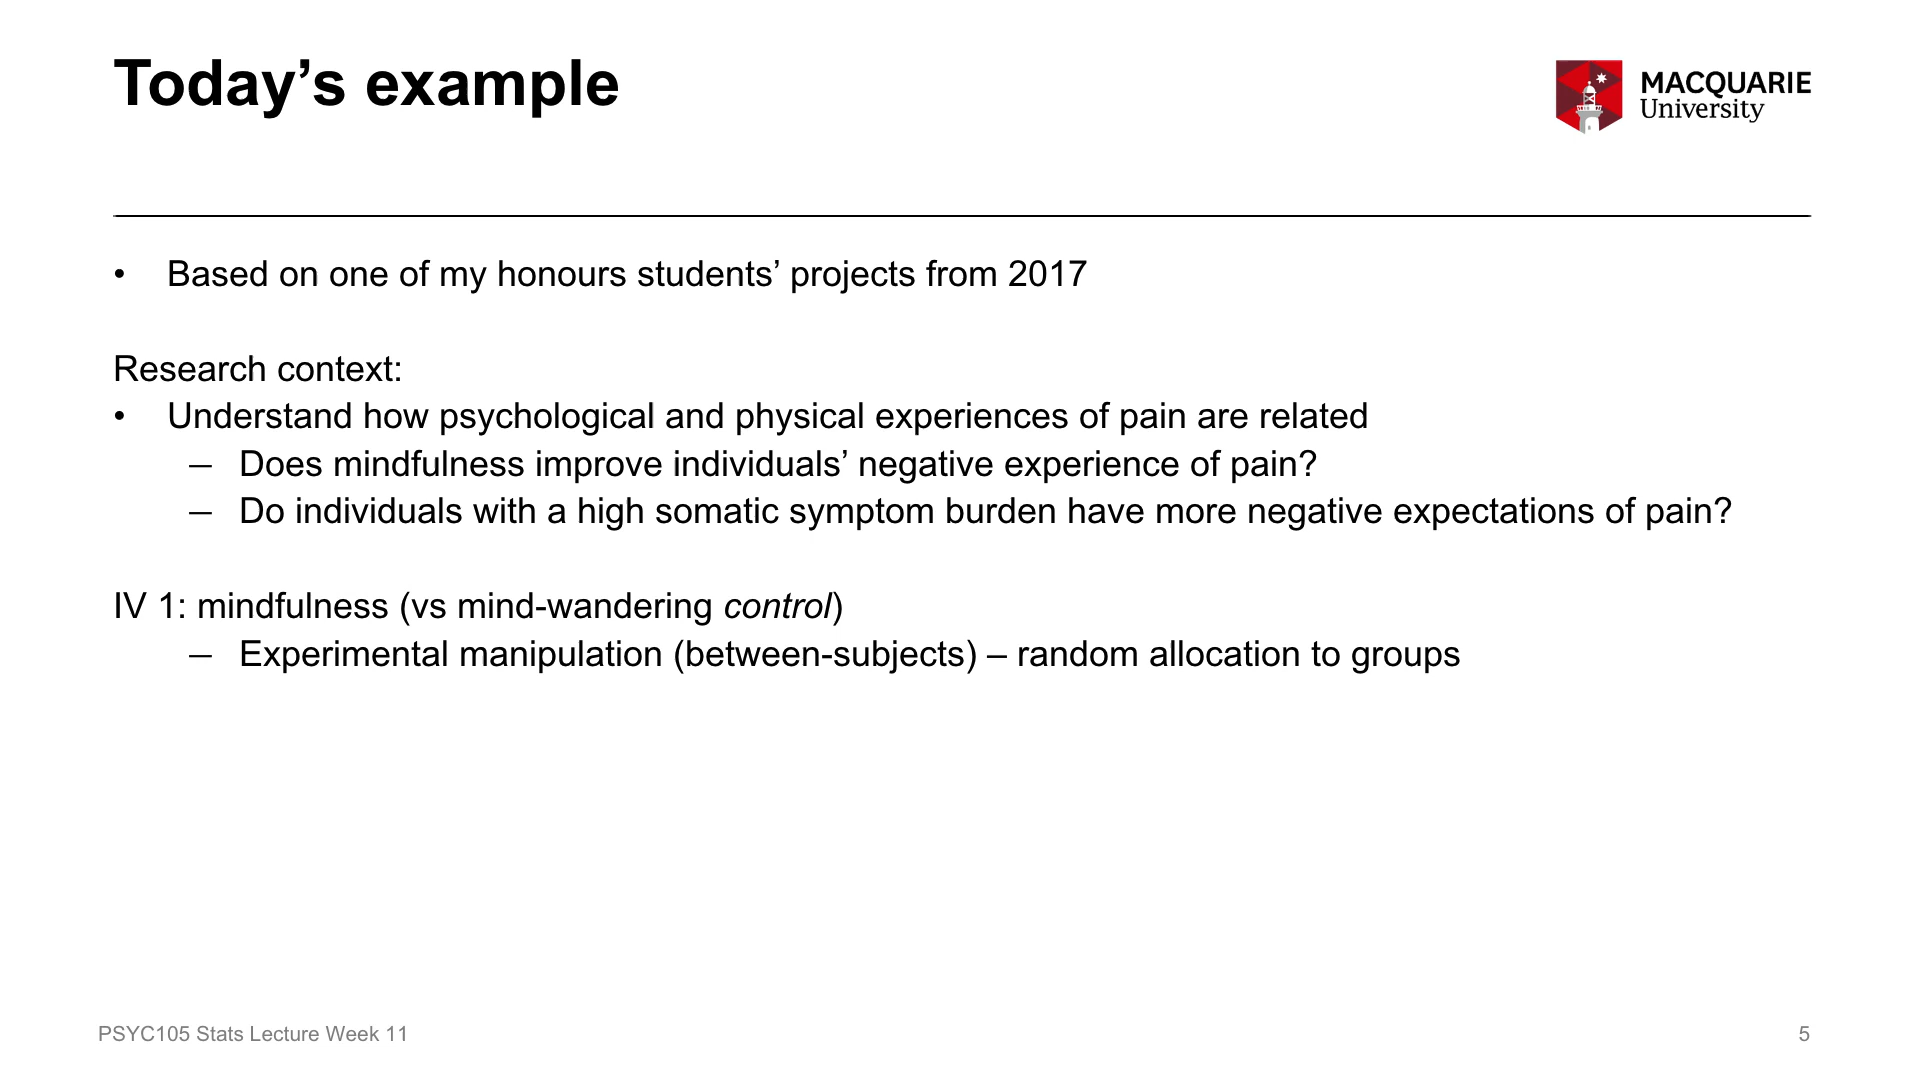 Today’s example
MACQUARIE
University
• Based on one of my honours students’ projects from 2017
Research context:
• Understand how psychological and physical experiences of pain are related
– Does mindfulness improve individuals’ negative experience of pain?
– Do individuals with a high somatic symptom burden have more negative expectations of pain?
IV 1: mindfulness (vs mind-wandering control)
– Experimental manipulation (between-subjects) – random allocation to groups
PSYC105 Stats Lecture Week 11
5